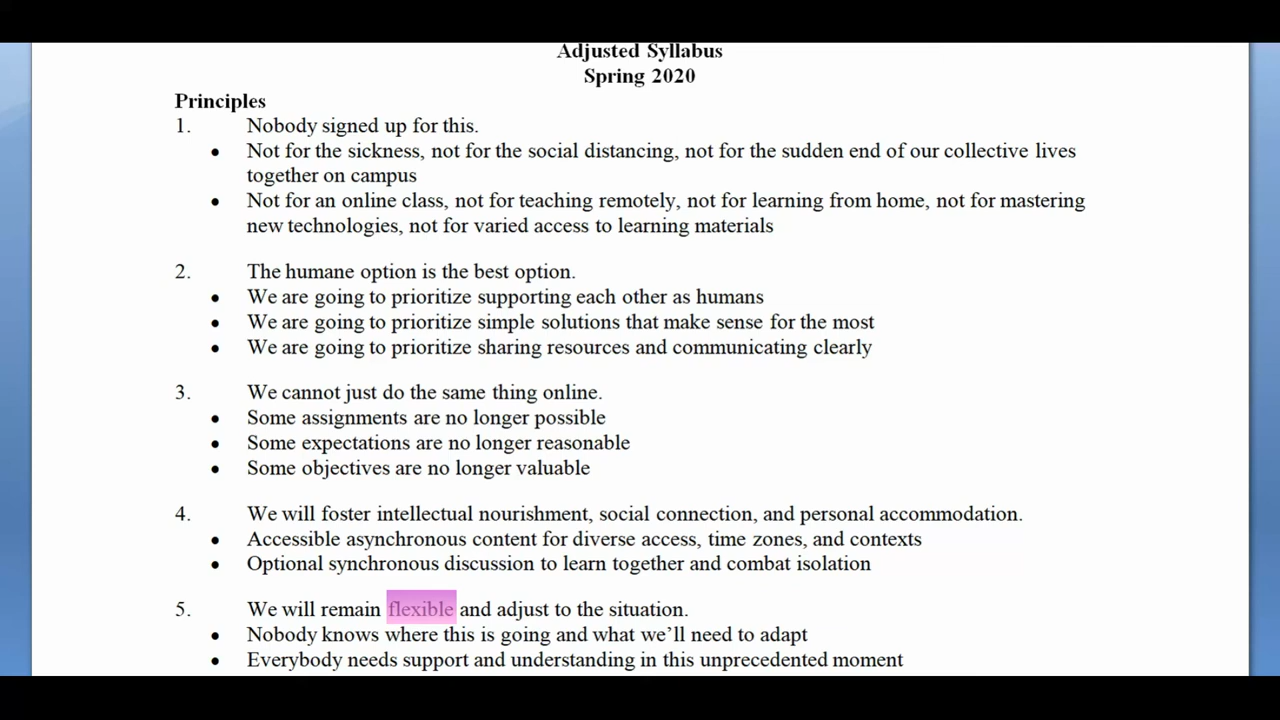 Adjusted Syllabus
Spring 2020
Principles
1. Nobody signed up for this.
• Not for the sickness, not for the social distancing, not for the sudden end of our collective lives
together on campus
• Not for an online class, not for teaching remotely, not for learning from home, not for mastering
new technologies, not for varied access to learning materials
2. The humane option is the best option.
• We are going to prioritize supporting each other as humans
• We are going to prioritize simple solutions that make sense for the most
• We are going to prioritize sharing resources and communicating clearly
3. We cannot just do the same thing online.
• Some assignments are no longer possible
• Some expectations are no longer reasonable
• Some objectives are no longer valuable
4. We will foster intellectual nourishment, social connection, and personal accommodation.
• Accessible asynchronous content for diverse access, time zones, and contexts
• Optional synchronous discussion to learn together and combat isolation
5. We will remain flexible and adjust to the situation.
• Nobody knows where this is going and what we’ll need to adapt
• Everybody needs support and understanding in this unprecedented moment